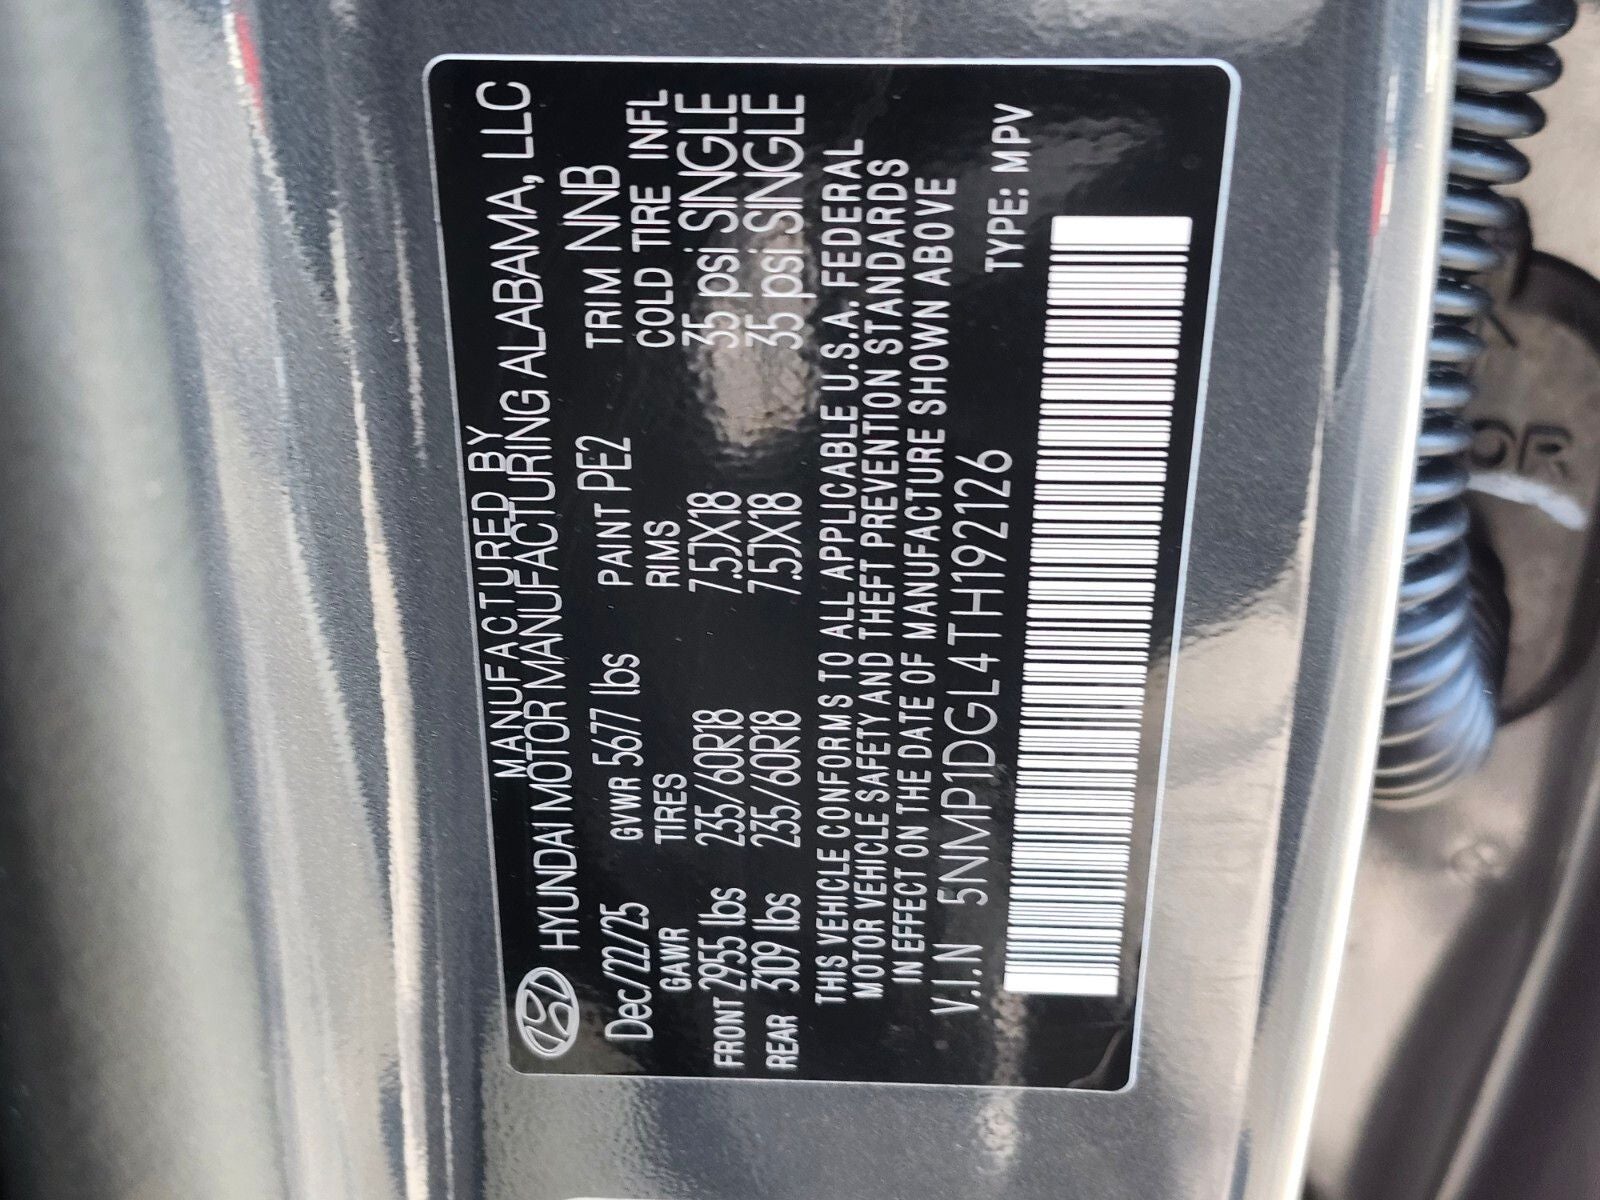 MANUFACTURED BY
HYUNDAI MOTOR MANUFACTURING ALABAMA, LLC
Dec/22/25 GVWR 5677 lbs PAINT PE2 TRIM NNB
GAWR TIRES RIMS COLD TIRE INFL
FRONT 2955 lbs 235/60R18 7.5JX18 35 psi SINGLE
REAR 3109 lbs 235/60R18 7.5JX18 35 psi SINGLE
THIS VEHICLE CONFORMS TO ALL APPLICABLE U.S.A. FEDERAL
MOTOR VEHICLE SAFETY AND THEFT PREVENTION STANDARDS
IN EFFECT ON THE DATE OF MANUFACTURE SHOWN ABOVE
V.I.N 5NMP1DGL4TH192126 TYPE: MPV